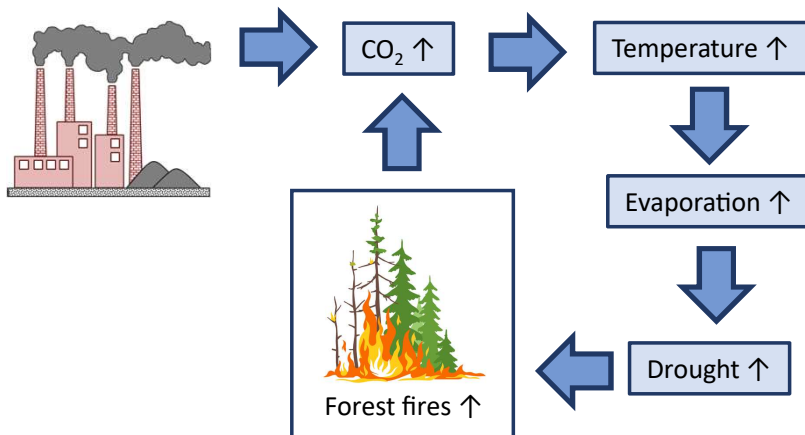 CO₂ ↑
Temperature ↑
Evaporation ↑
Drought ↑
Forest fires ↑